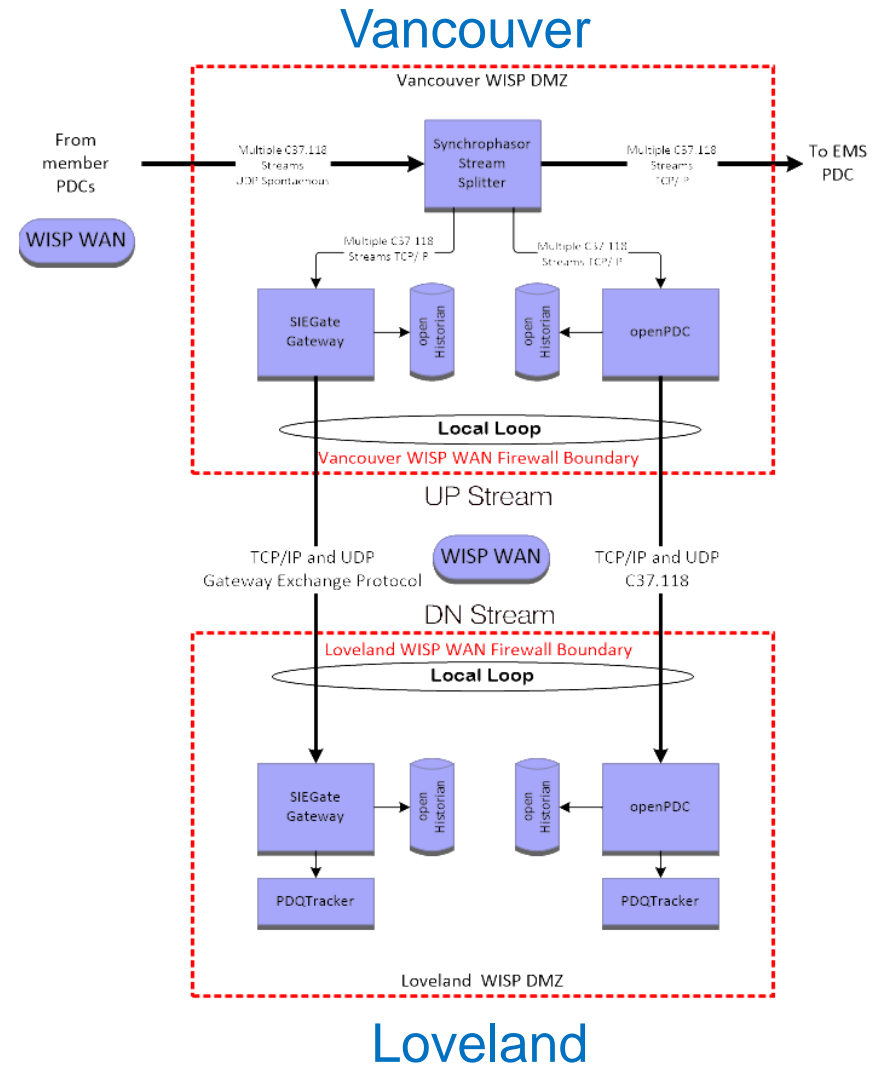 Vancouver
Vancouver WISP DMZ
From
member
PDCs
WISP WAN
Multiple C37.118
Streams
UDP Spontaenous
Synchrophasor
Stream
Splitter
Multiple C37.118
Streams
TCP/IP
To EMS
PDC
Multiple C37.118
Streams TCP/IP
Multiple C37.118
Streams TCP/IP
SIEGate
Gateway
open
Historian
open
Historian
openPDC
Local Loop
Vancouver WISP WAN Firewall Boundary
UP Stream
TCP/IP and UDP
Gateway Exchange Protocol
WISP WAN
TCP/IP and UDP
C37.118
DN Stream
Loveland WISP WAN Firewall Boundary
Local Loop
SIEGate
Gateway
open
Historian
open
Historian
openPDC
PDQTracker
PDQTracker
Loveland WISP DMZ
Loveland